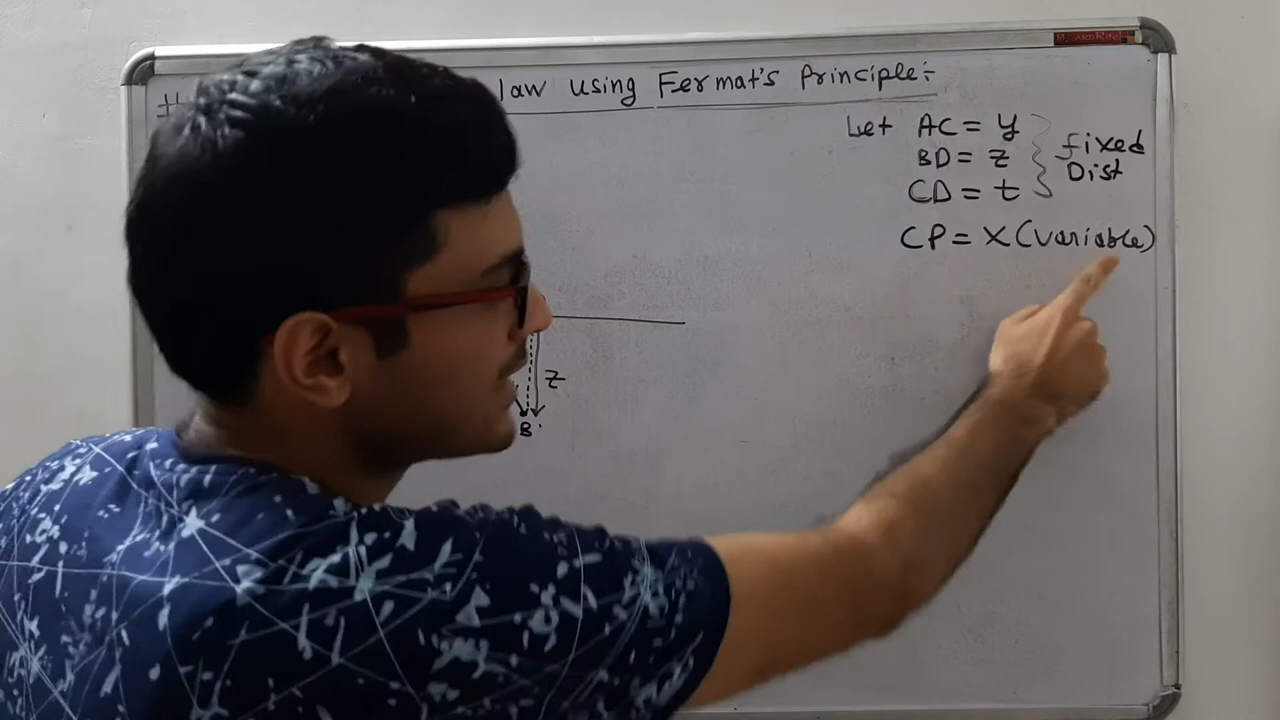 law using Fermat's Principle:-
Let AC = y
BD = z
CD = t
fixed
Dist
CP = X (variable)
z
B